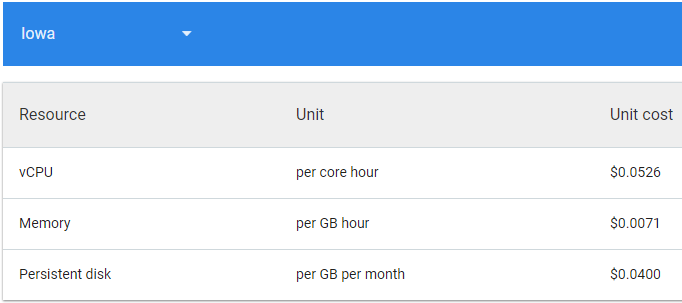 Iowa
Resource Unit Unit cost
vCPU per core hour $0.0526
Memory per GB hour $0.0071
Persistent disk per GB per month $0.0400